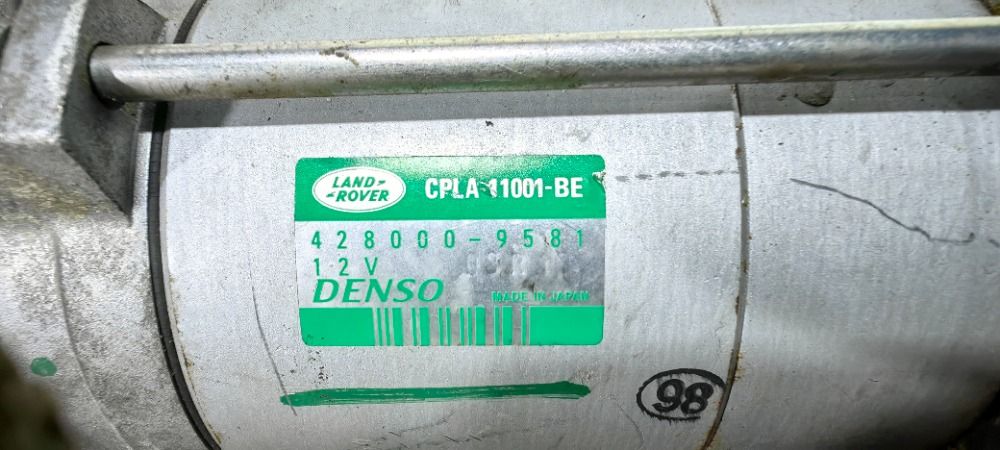 LAND-
-ROVER
CPLA 11001-BE
428000-9581
12V
DENSO
MADE IN JAPAN
98